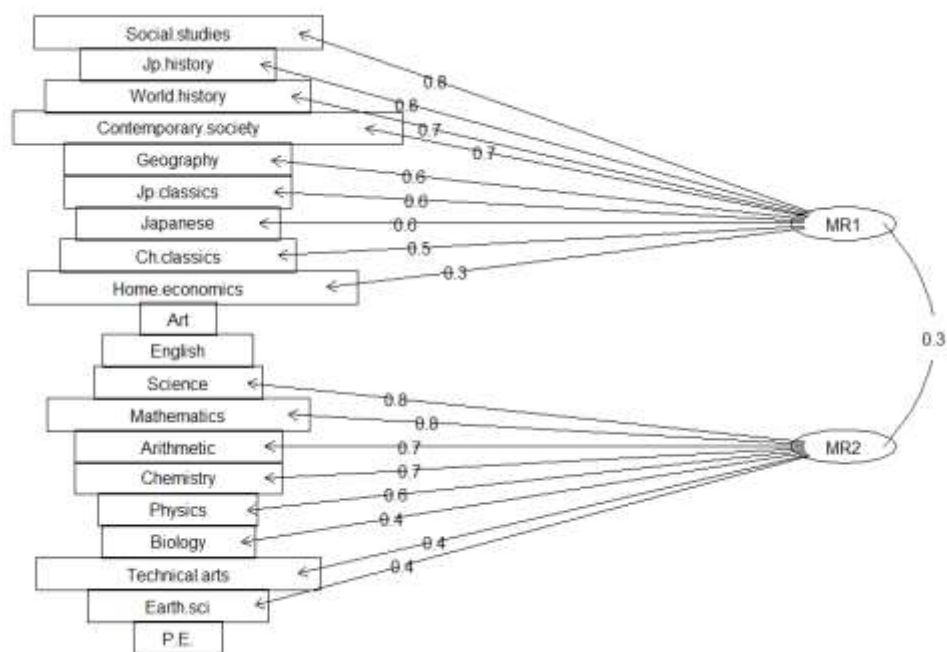 Social.studies
0.8
Jp.history
0.8
World.history
0.7
Contemporary.society
0.7
Geography
0.6
Jp.classics
0.6
Japanese
0.6
MR1
Ch.classics
0.5
Home.economics
0.3
Art
0.3
English
Science
0.8
Mathematics
0.8
Arithmetic
0.7
MR2
Chemistry
0.7
Physics
0.6
Biology
0.4
Technical.arts
0.4
Earth.sci
0.4
P.E.